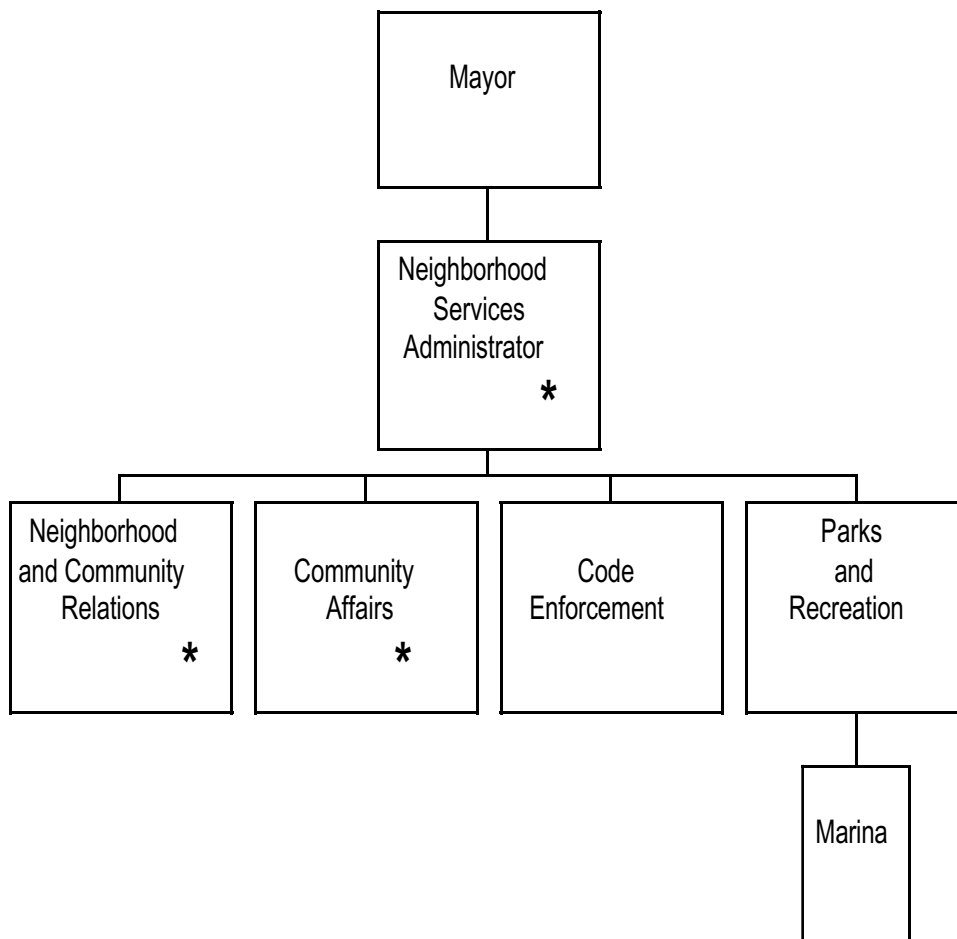 Mayor
Neighborhood
Services
Administrator
*
Neighborhood
and Community
Relations
*
Community
Affairs
*
Code
Enforcement
Parks
and
Recreation
Marina